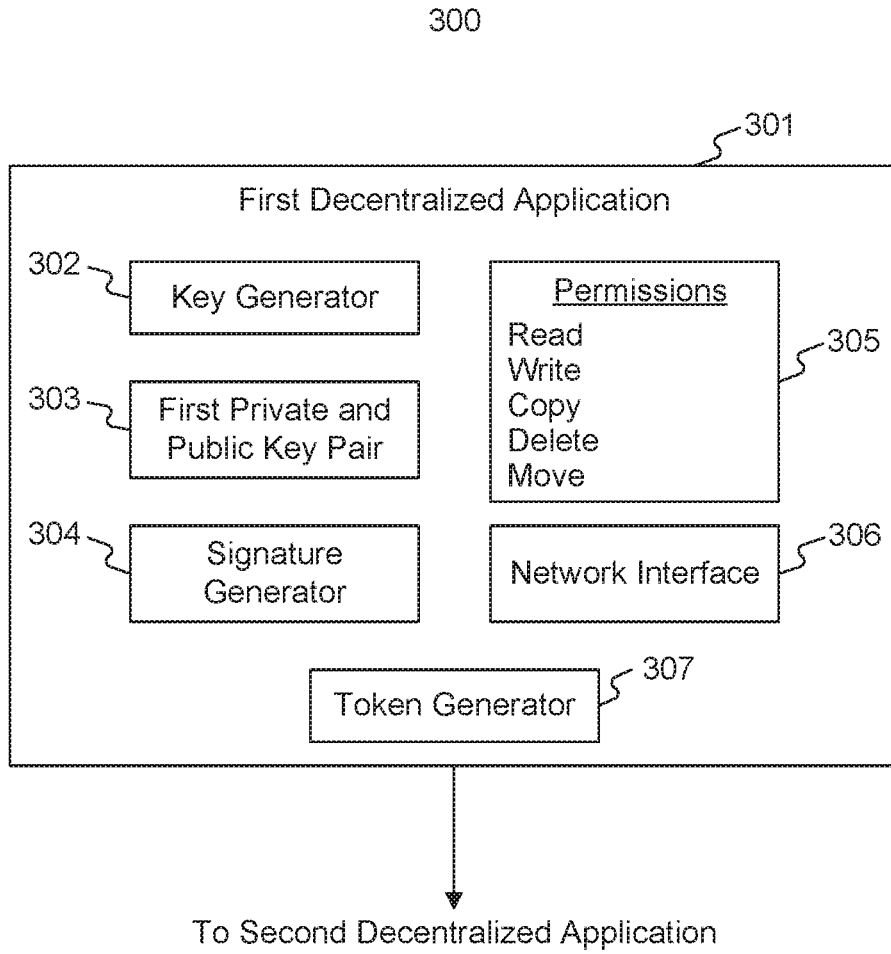 300
301
First Decentralized Application
302
Key Generator
303
First Private and
Public Key Pair
304
Signature
Generator
Permissions
Read
Write
Copy
Delete
Move
305
Network Interface
306
Token Generator
307
To Second Decentralized Application